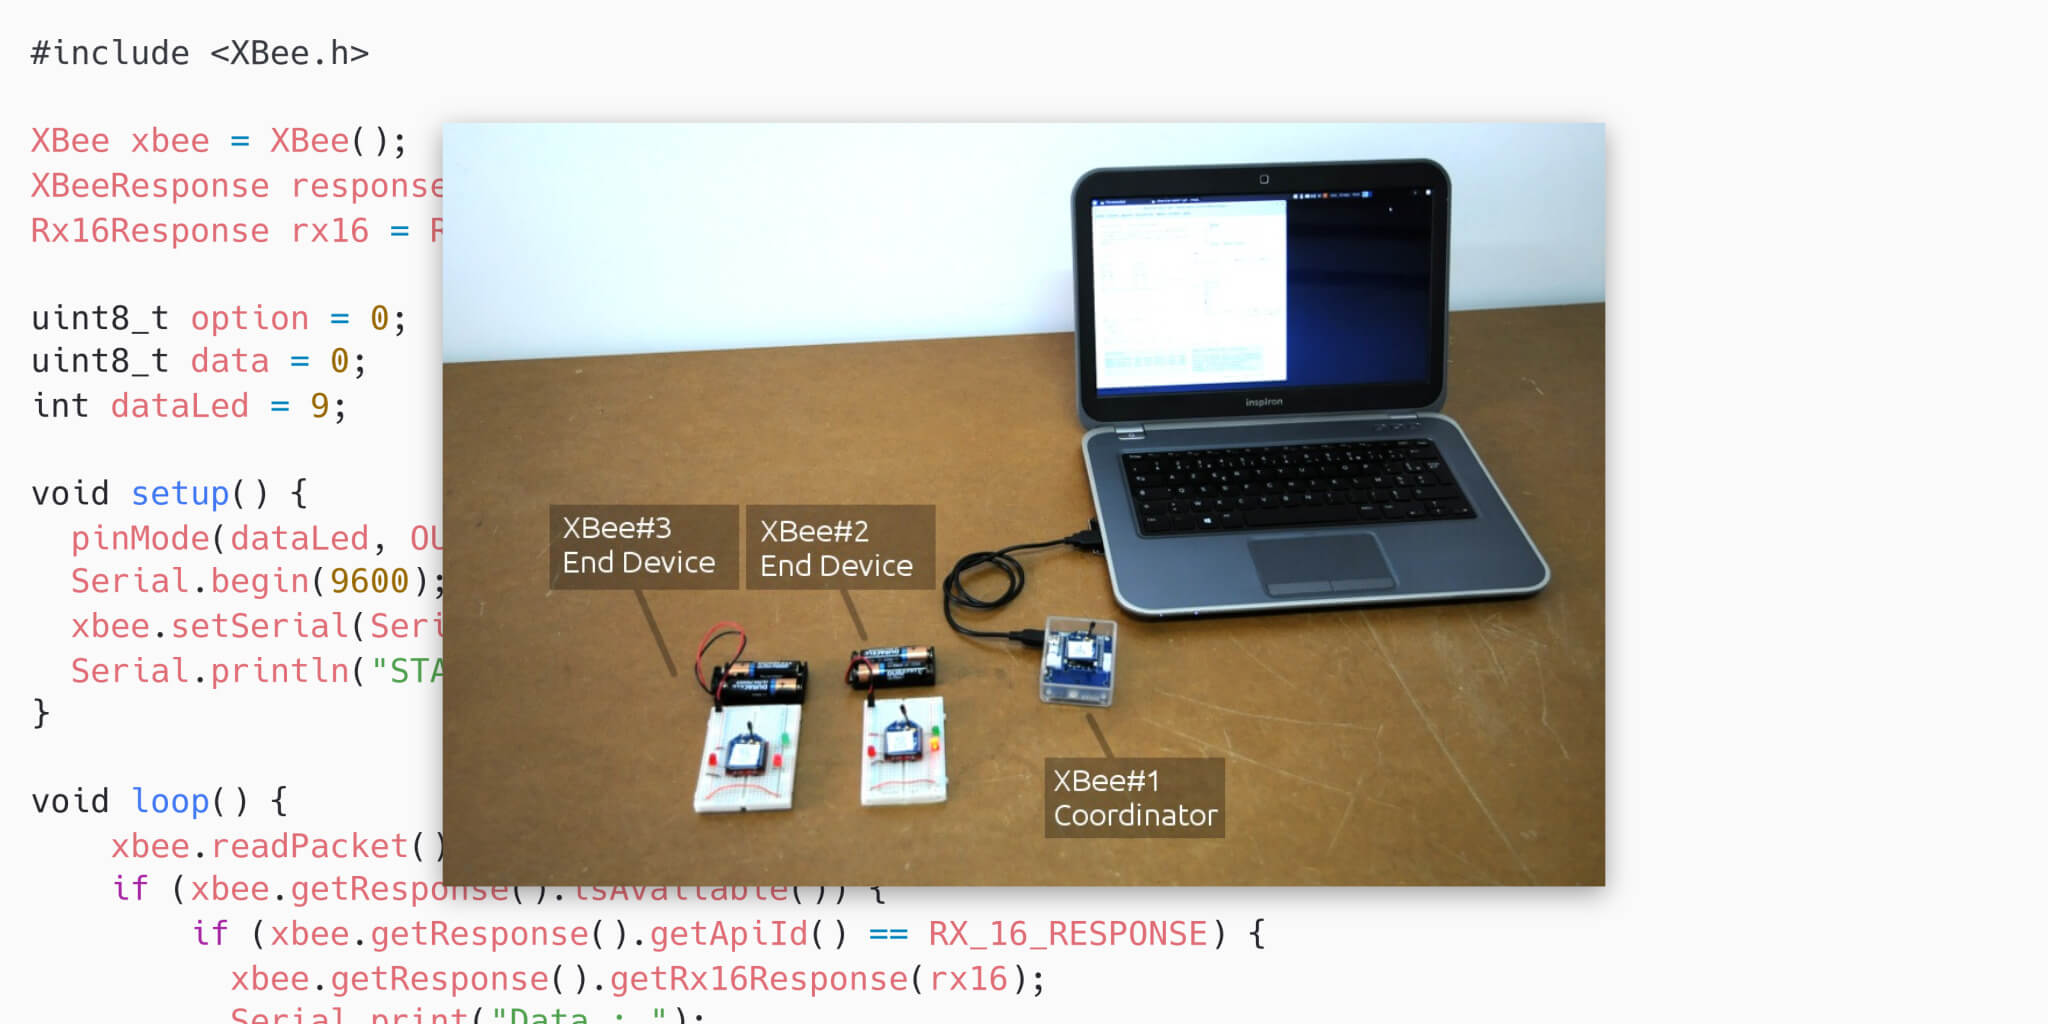 #include <XBee.h>
XBee xbee = XBee();
XBeeResponse response
Rx16Response rx16 =
uint8_t option = 0;
uint8_t data = 0;
int dataLed = 9;
void setup() {
pinMode(dataLed,
Serial.begin(9600);
xbee.setSerial(
Serial.println("
}
void loop() {
xbee.readPacket()
if (xbee.getResponse().isAvailable()) {
if (xbee.getResponse().getApiId() == RX_16_RESPONSE) {
xbee.getResponse().getRx16Response(rx16);
Serial.print("Data : ");
inspiron
XBee#3
End Device
XBee#2
End Device
DURACELL
DURACELL
XBee#1
Coordinator